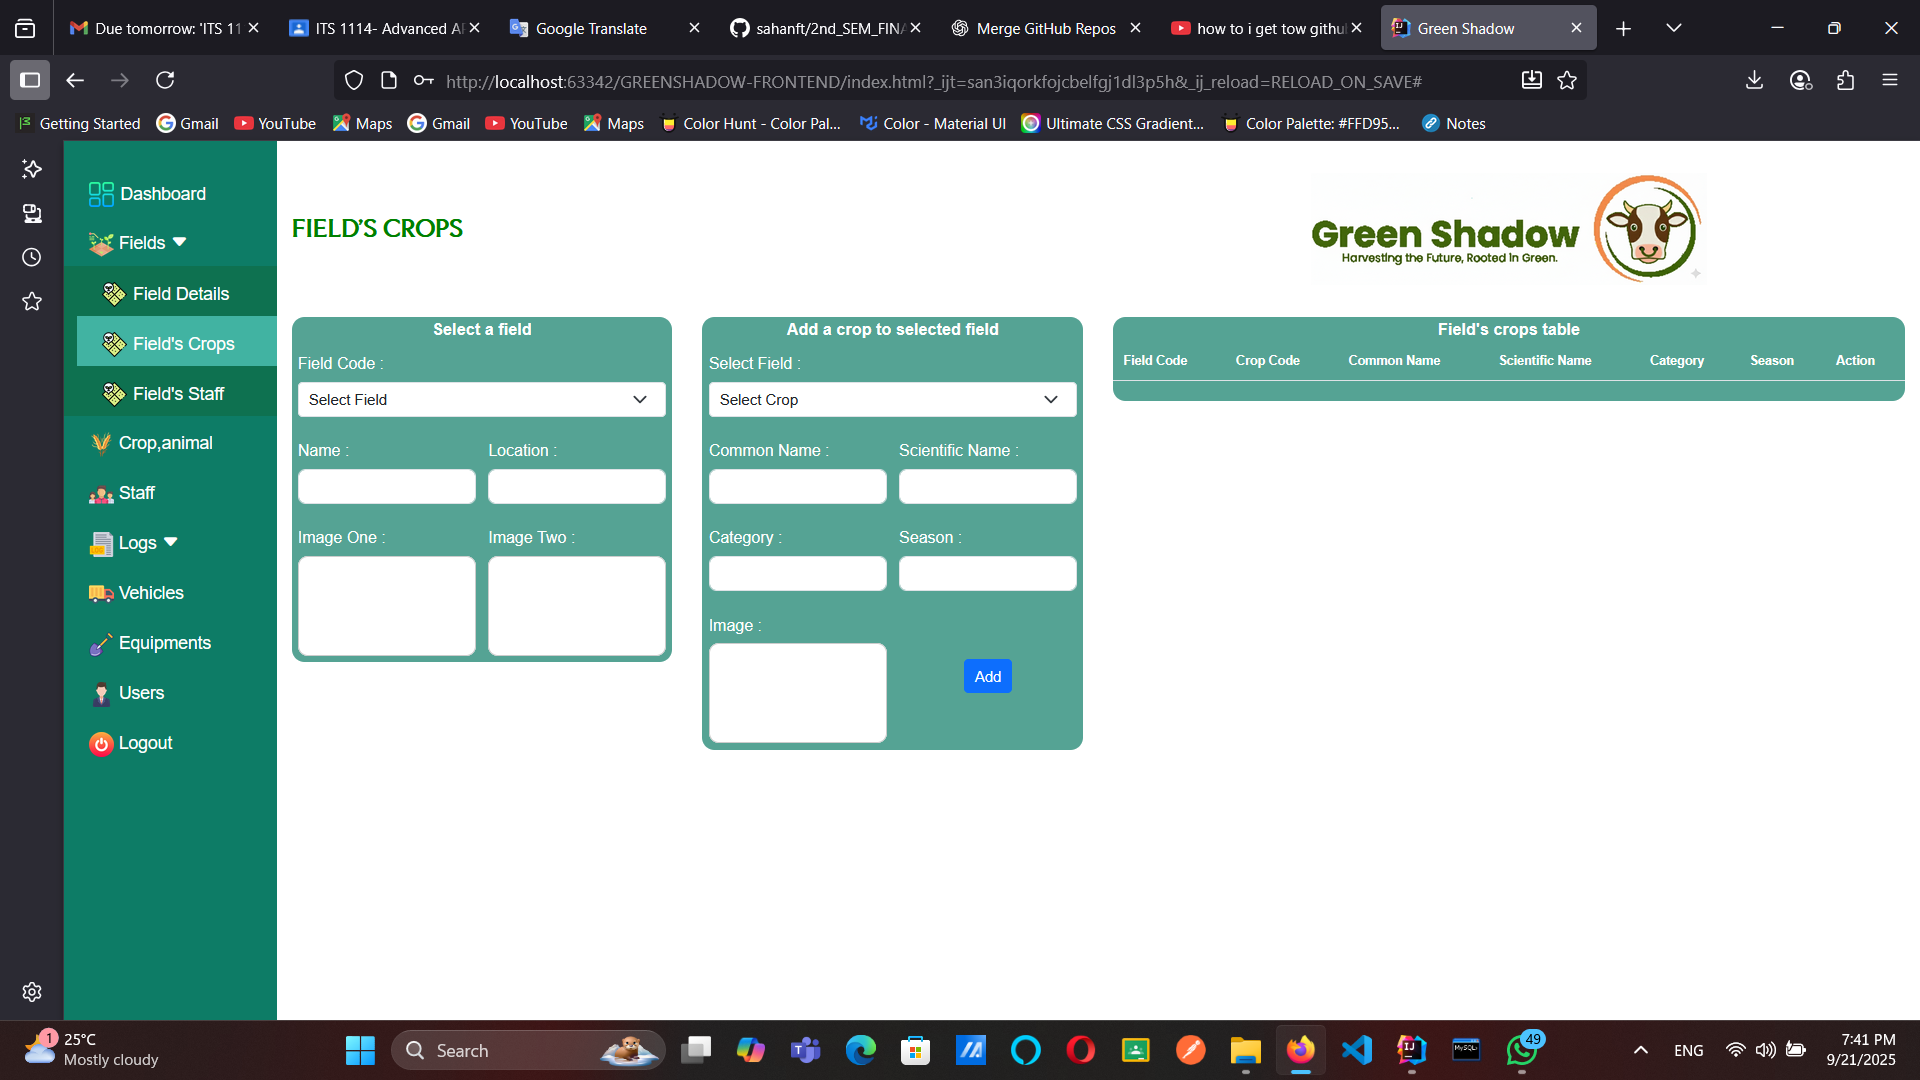 Due tomorrow: 'ITS 11
ITS 1114- Advanced AP
Google Translate
sahanft/2nd_SEM_FINA
Merge GitHub Repos
how to i get tow githu
Green Shadow
http://localhost:63342/GREENSHADOW-FRONTEND/index.html?_ijt=san3iqorkfojcbelfgj1dl3p5h&_ij_reload=RELOAD_ON_SAVE#
Getting Started
Gmail
YouTube
Maps
Gmail
YouTube
Maps
Color Hunt - Color Pal...
Color - Material UI
Ultimate CSS Gradient...
Color Palette: #FFD95...
Notes
Dashboard
Fields
Field Details
Field's Crops
Field's Staff
Crop,animal
Staff
Logs
Vehicles
Equipments
Users
Logout
FIELD'S CROPS
Green Shadow
Harvesting the Future, Rooted in Green.
Select a field
Field Code :
Select Field
Name :
Location :
Image One :
Image Two :
Add a crop to selected field
Select Field :
Select Crop
Common Name :
Scientific Name :
Category :
Season :
Image :
Add
Field's crops table
Field Code
Crop Code
Common Name
Scientific Name
Category
Season
Action
1
25°C
Mostly cloudy
Search
MySQL
49
ENG
7:41 PM
9/21/2025